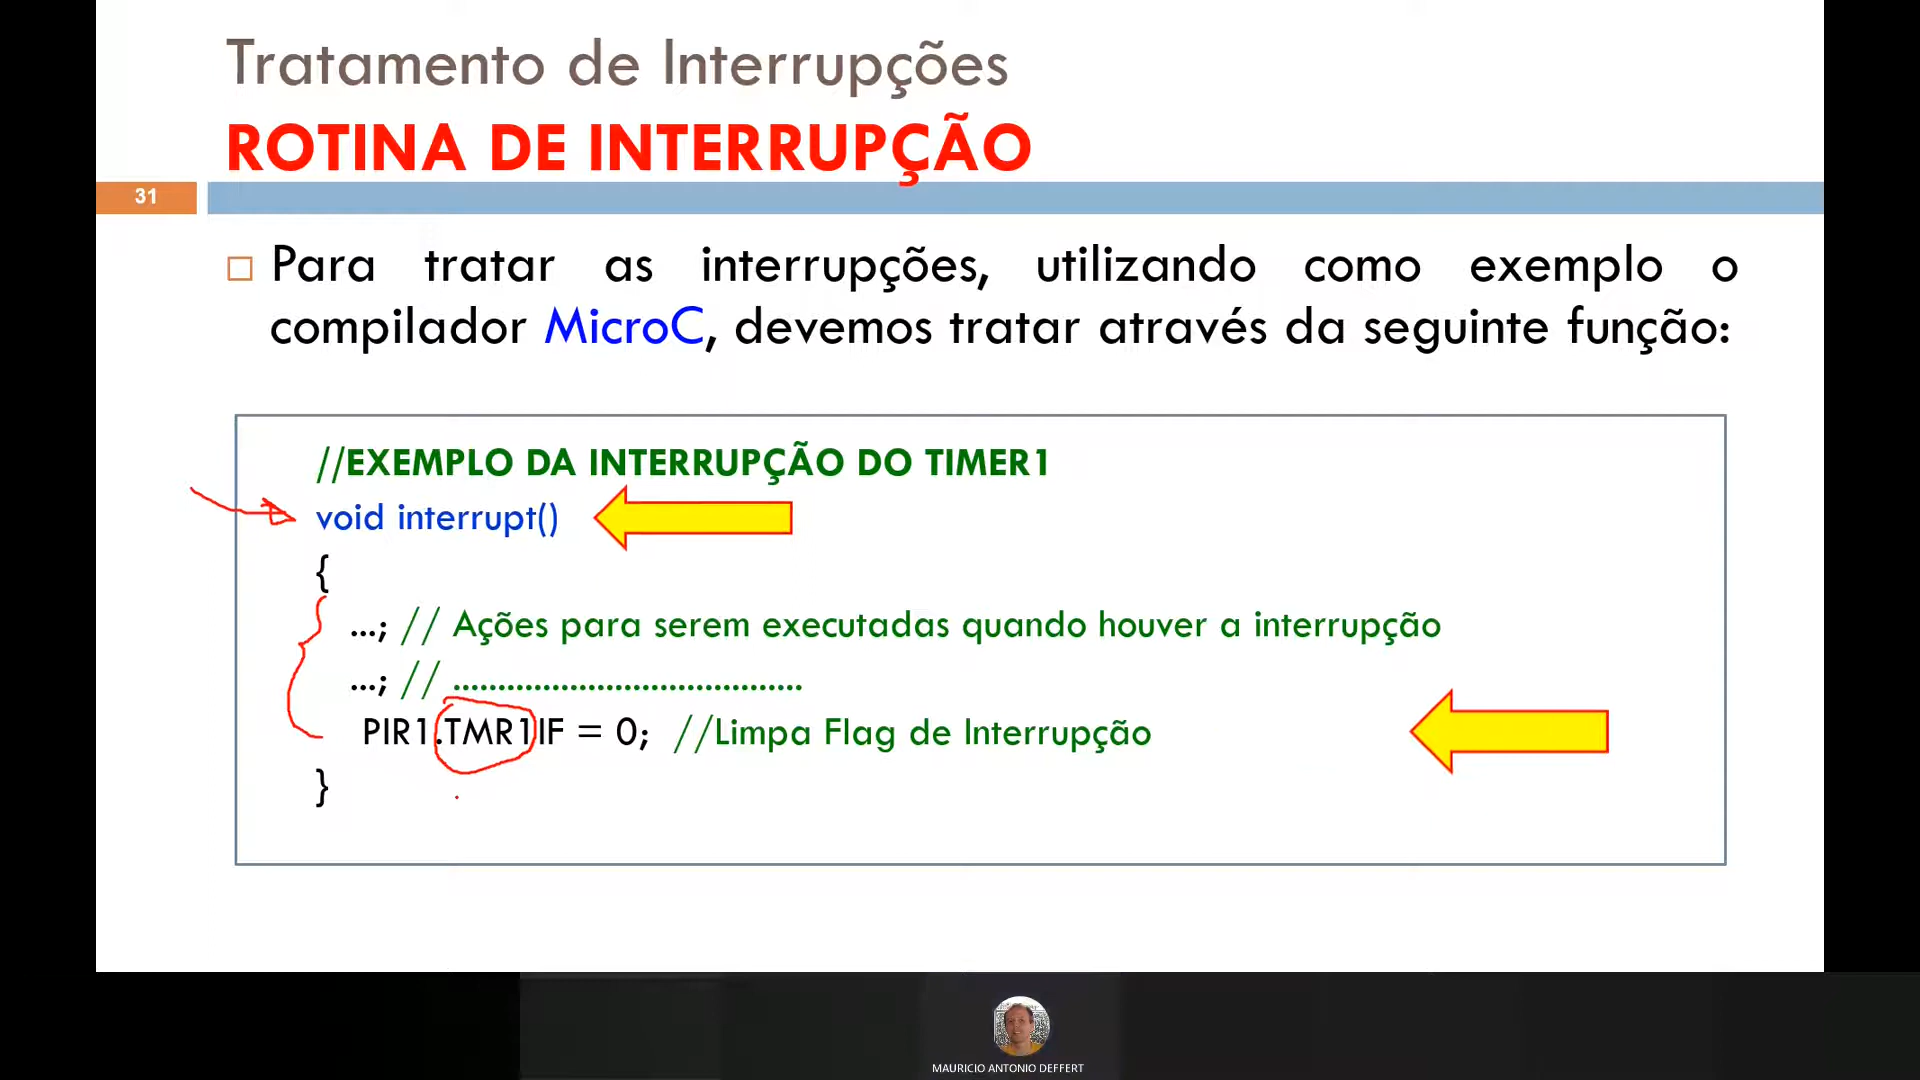 Tratamento de Interrupções
ROTINA DE INTERRUPÇÃO
31
Para tratar as interrupções, utilizando como exemplo o
compilador MicroC, devemos tratar através da seguinte função:
//EXEMPLO DA INTERRUPÇÃO DO TIMER1
void interrupt()
{
...; // Ações para serem executadas quando houver a interrupção
...; // .......................................
PIR1.TMR1IF = 0; //Limpa Flag de Interrupção
}
MAURICIO ANTONIO DEFFERT